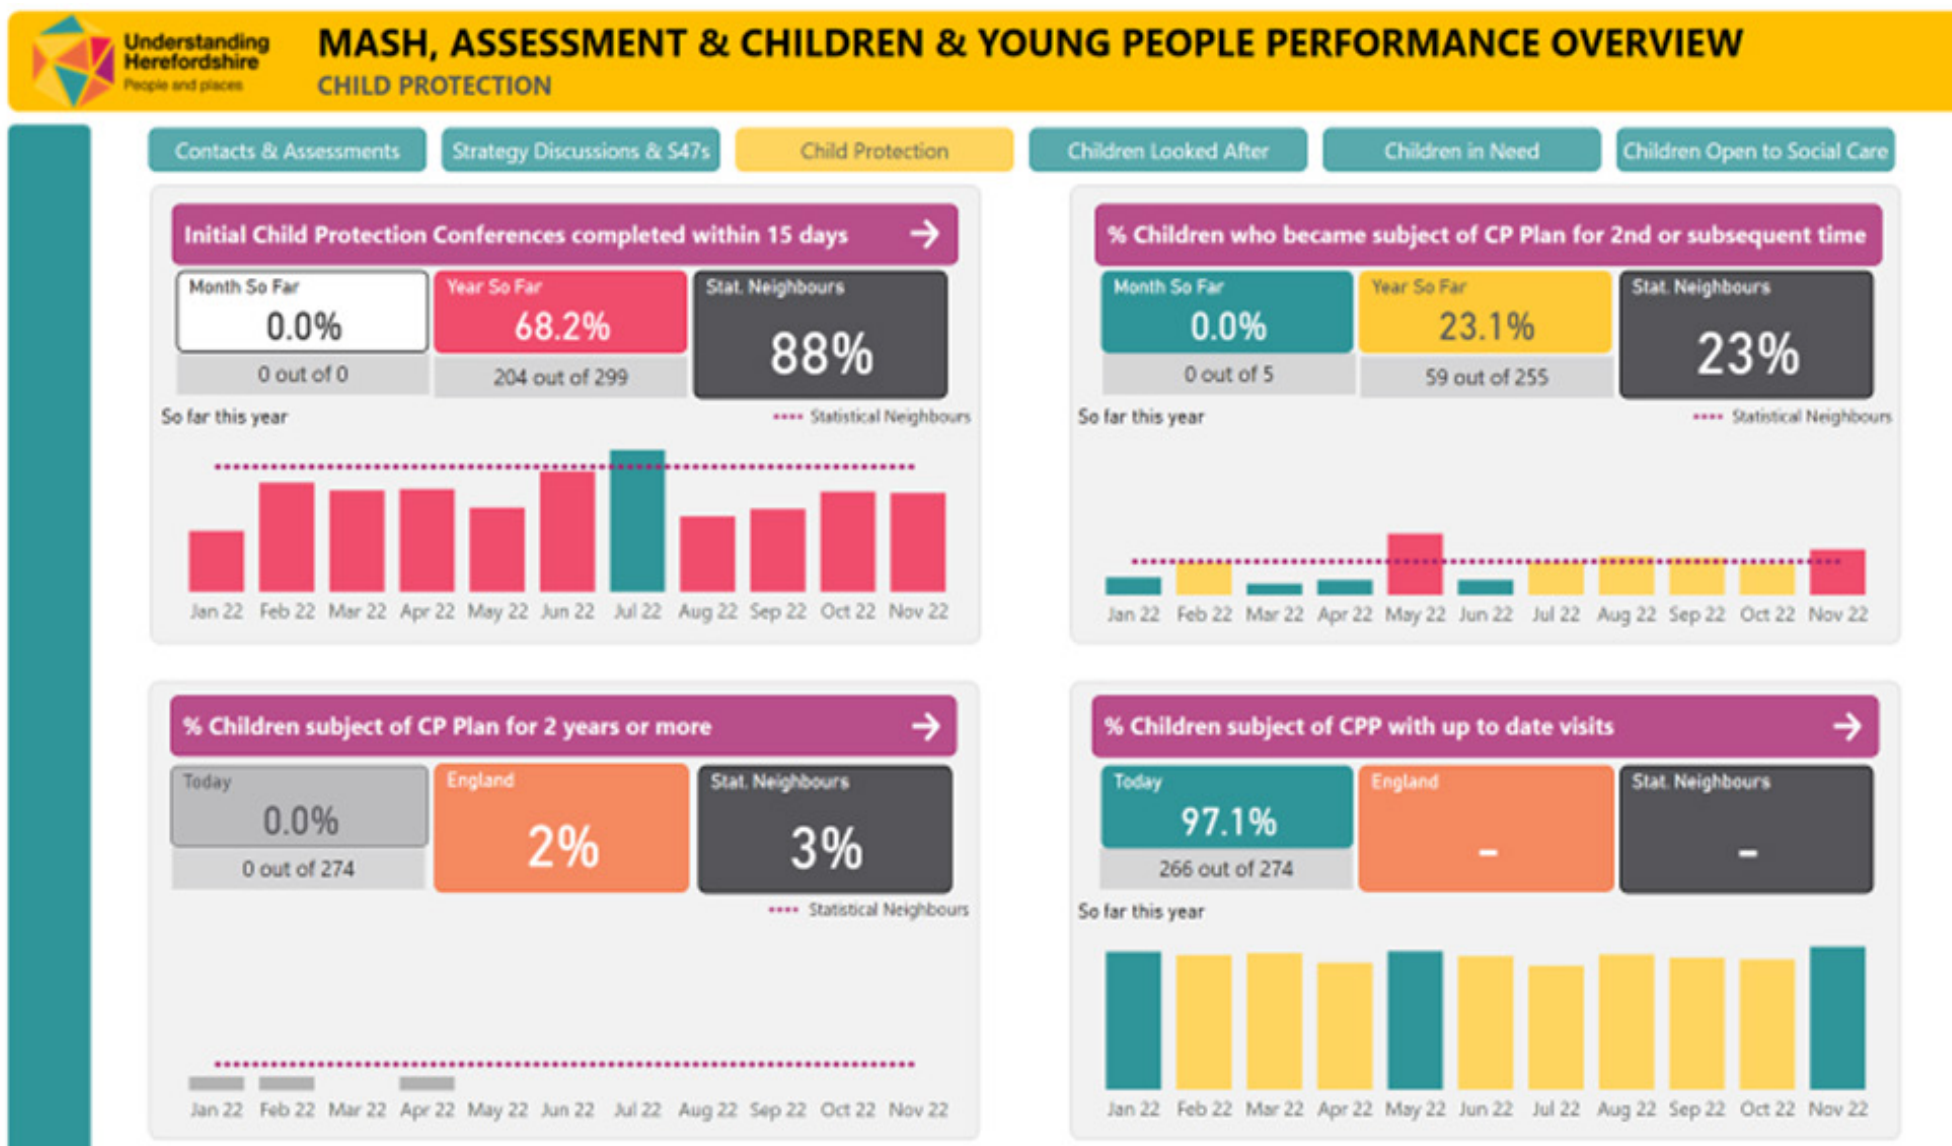 Understanding
Herefordshire
People and places
MASH, ASSESSMENT & CHILDREN & YOUNG PEOPLE PERFORMANCE OVERVIEW
CHILD PROTECTION
Contacts & Assessments
Strategy Discussions & S47s
Child Protection
Children Looked After
Children in Need
Children Open to Social Care
Initial Child Protection Conferences completed within 15 days →
Month So Far
0.0%
0 out of 0
Year So Far
68.2%
204 out of 299
Stat. Neighbours
88%
So far this year
Statistical Neighbours
Jan 22 Feb 22 Mar 22 Apr 22 May 22 Jun 22 Jul 22 Aug 22 Sep 22 Oct 22 Nov 22
% Children who became subject of CP Plan for 2nd or subsequent time
Month So Far
0.0%
0 out of 5
Year So Far
23.1%
59 out of 255
Stat. Neighbours
23%
So far this year
Statistical Neighbours
Jan 22 Feb 22 Mar 22 Apr 22 May 22 Jun 22 Jul 22 Aug 22 Sep 22 Oct 22 Nov 22
% Children subject of CP Plan for 2 years or more →
Today
0.0%
0 out of 274
England
2%
Stat. Neighbours
3%
Statistical Neighbours
Jan 22 Feb 22 Mar 22 Apr 22 May 22 Jun 22 Jul 22 Aug 22 Sep 22 Oct 22 Nov 22
% Children subject of CPP with up to date visits →
Today
97.1%
266 out of 274
England
-
Stat. Neighbours
-
So far this year
Jan 22 Feb 22 Mar 22 Apr 22 May 22 Jun 22 Jul 22 Aug 22 Sep 22 Oct 22 Nov 22